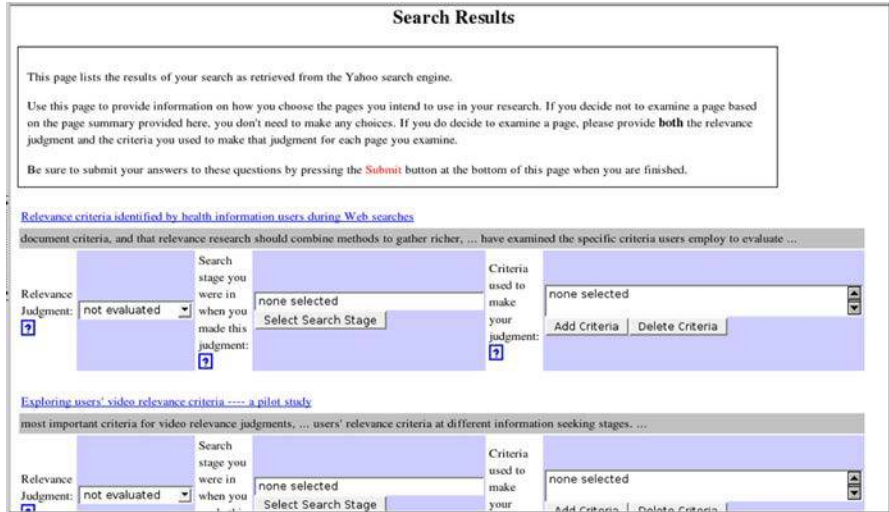 Search Results
This page lists the results of your search as retrieved from the Yahoo search engine.
Use this page to provide information on how you choose the pages you intend to use in your research. If you decide not to examine a page based
on the page summary provided here, you don't need to make any choices. If you do decide to examine a page, please provide both the relevance
judgment and the criteria you used to make that judgment for each page you examine.
Be sure to submit your answers to these questions by pressing the Submit button at the bottom of this page when you are finished.
Relevance criteria identified by health information users during Web searches
document criteria, and that relevance research should combine methods to gather richer, ... have examined the specific criteria users employ to evaluate ...
Relevance
Judgment:
?
not evaluated
Search
stage you
were in
when you
made this
judgment:
?
none selected
Select Search Stage
Criteria
used to
make
your
judgment:
?
none selected
Add Criteria Delete Criteria
Exploring users' video relevance criteria ---- a pilot study
most important criteria for video relevance judgments, ... users' relevance criteria at different information seeking stages. ...
Relevance
Judgment:
not evaluated
Search
stage you
were in
when you
none selected
Select Search Stage
Criteria
used to
make
your
none selected
Add Criteria Delete Criteria